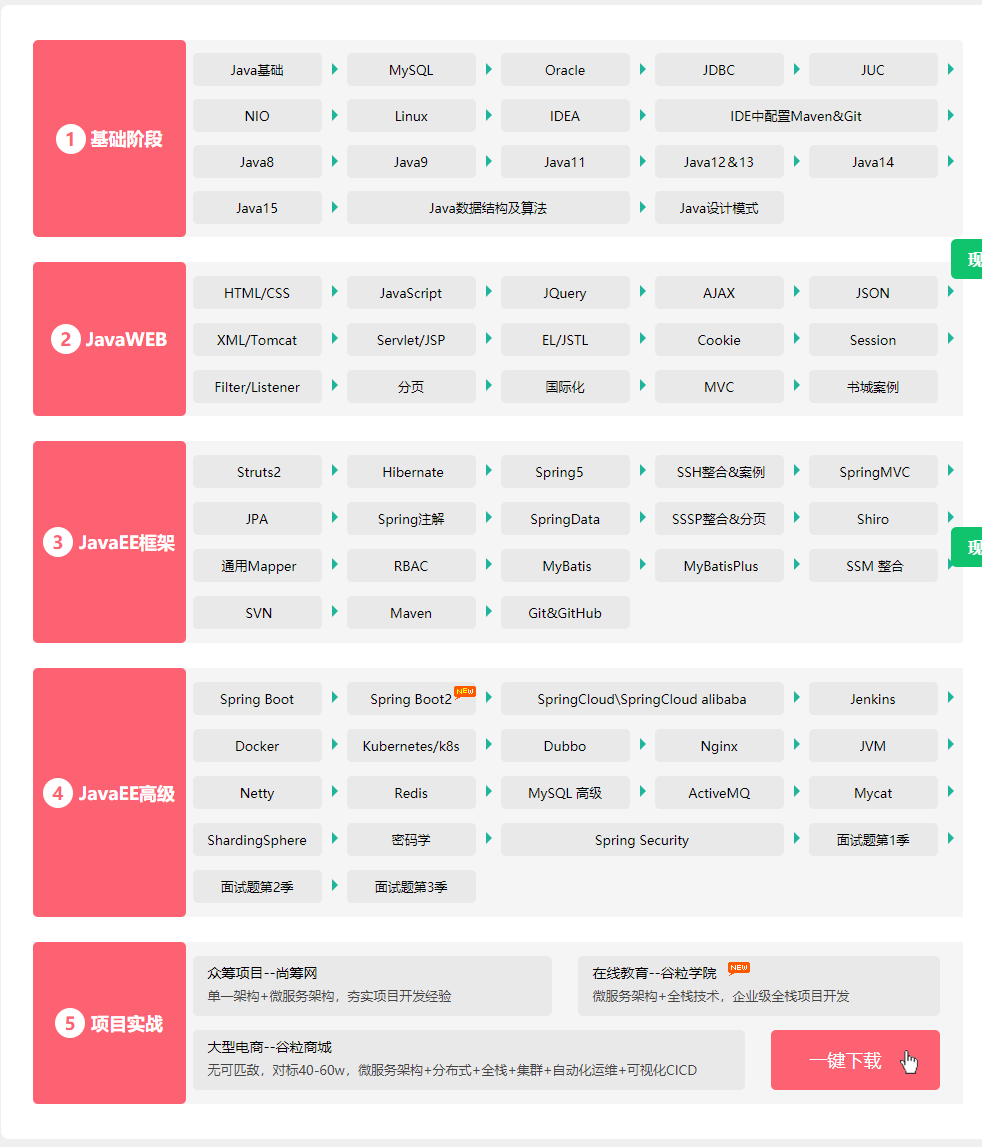 1 基础阶段
Java基础 MySQL Oracle JDBC JUC
NIO Linux IDEA IDE中配置Maven&Git
Java8 Java9 Java11 Java12&13 Java14
Java15 Java数据结构及算法 Java设计模式
现
2 JavaWEB
HTML/CSS JavaScript JQuery AJAX JSON
XML/Tomcat Servlet/JSP EL/JSTL Cookie Session
Filter/Listener 分页 国际化 MVC 书城案例
3 JavaEE框架
Struts2 Hibernate Spring5 SSH整合&案例 SpringMVC
JPA Spring注解 SpringData SSSP整合&分页 Shiro
现
通用Mapper RBAC MyBatis MyBatisPlus SSM 整合
SVN Maven Git&GitHub
4 JavaEE高级
Spring Boot Spring Boot2 NEW SpringCloud\SpringCloud alibaba Jenkins
Docker Kubernetes/k8s Dubbo Nginx JVM
Netty Redis MySQL 高级 ActiveMQ Mycat
ShardingSphere 密码学 Spring Security 面试题第1季
面试题第2季 面试题第3季
5 项目实战
众筹项目--尚筹网
单一架构+微服务架构，夯实项目开发经验
在线教育--谷粒学院 NEW
微服务架构+全栈技术，企业级全栈项目开发
大型电商--谷粒商城
无可匹敌，对标40-60w，微服务架构+分布式+全栈+集群+自动化运维+可视化CICD
一键下载